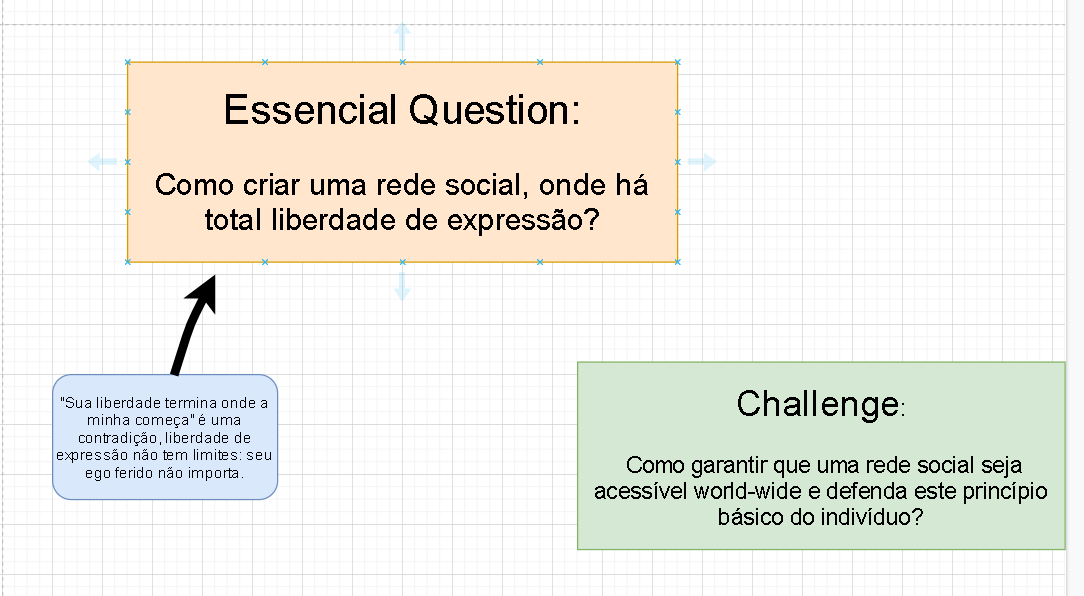 Essencial Question:
Como criar uma rede social, onde há
total liberdade de expressão?
"Sua liberdade termina onde a
minha começa" é uma
contradição, liberdade de
expressão não tem limites: seu
ego ferido não importa.
Challenge:
Como garantir que uma rede social seja
acessível world-wide e defenda este princípio
básico do indivíduo?